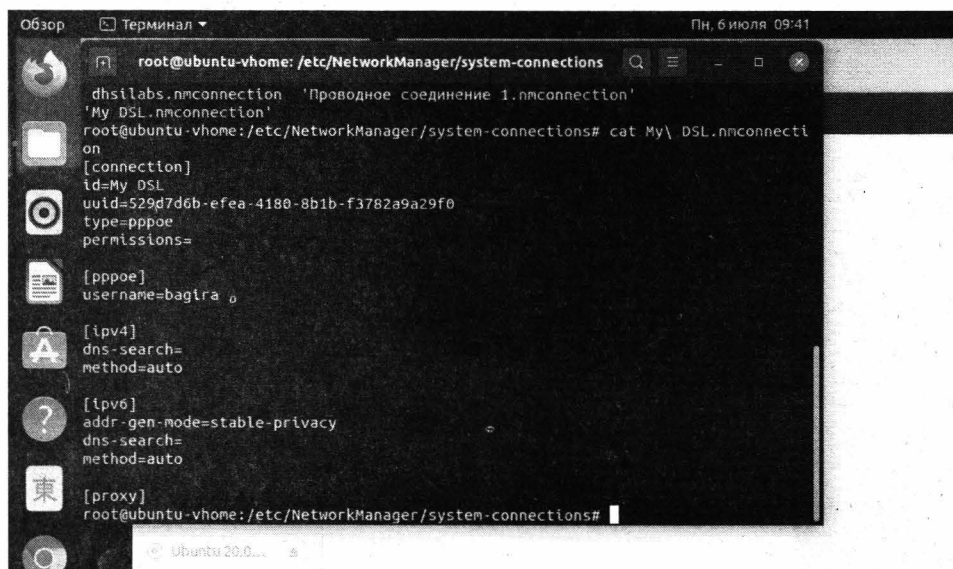 Обзор
Терминал
Пн, 6 июля 09:41
root@ubuntu-vhome: /etc/NetworkManager/system-connections
dhsilabs.nmconnection 'Проводное соединение 1.nmconnection'
'My DSL.nmconnection'
root@ubuntu-vhome:/etc/NetworkManager/system-connections# cat My\ DSL.nmconnecti
on
[connection]
id=My DSL
uuid=529d7d6b-efea-4180-8b1b-f3782a9a29f0
type=pppoe
permissions=
[pppoe]
username=bagira
[ipv4]
dns-search=
method=auto
[ipv6]
addr-gen-mode=stable-privacy
dns-search=
method=auto
東
[proxy]
root@ubuntu-vhome:/etc/NetworkManager/system-connections#
Ubuntu 20.0...